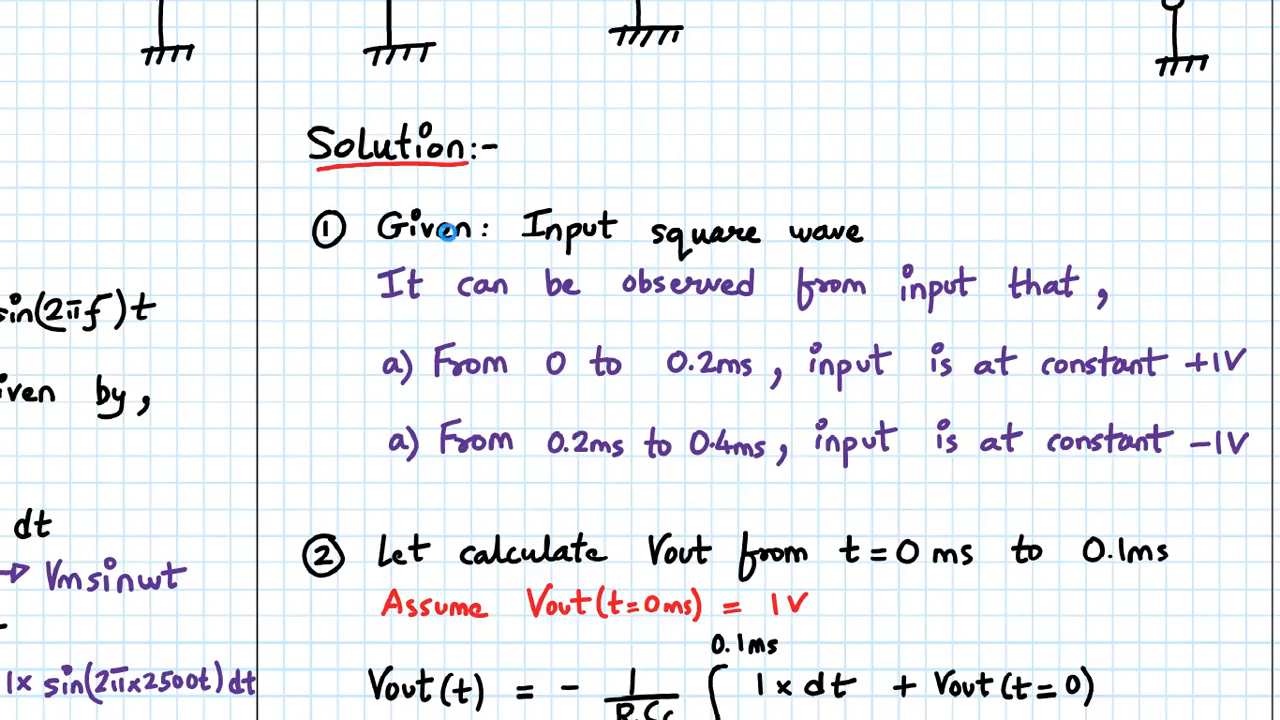 sin(2πf)t
iven by,
dt
→ Vmsinwt
1x sin(2πx2500t)dt
Solution:-
① Given: Input square wave
It can be observed from input that,
a) From 0 to 0.2ms, input is at constant +1V
a) From 0.2ms to 0.4ms, input is at constant -1V
② Let calculate Vout from t=0ms to 0.1ms
Assume Vout(t=0ms) = 1V
0.1ms
Vout(t) = - 1 ∫ 1 x dt + Vout(t=0)